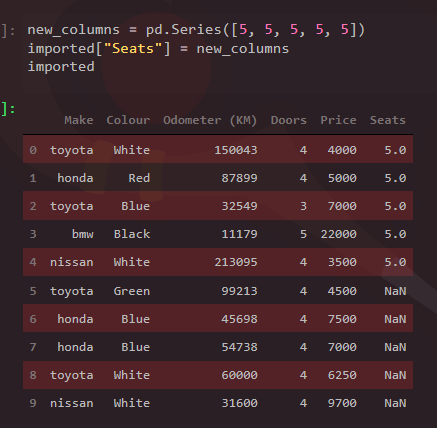 ]: new_columns = pd.Series([5, 5, 5, 5, 5])
imported["Seats"] = new_columns
imported
]:
Make Colour Odometer (KM) Doors Price Seats
0 toyota White 150043 4 4000 5.0
1 honda Red 87899 4 5000 5.0
2 toyota Blue 32549 3 7000 5.0
3 bmw Black 11179 5 22000 5.0
4 nissan White 213095 4 3500 5.0
5 toyota Green 99213 4 4500 NaN
6 honda Blue 45698 4 7500 NaN
7 honda Blue 54738 4 7000 NaN
8 toyota White 60000 4 6250 NaN
9 nissan White 31600 4 9700 NaN